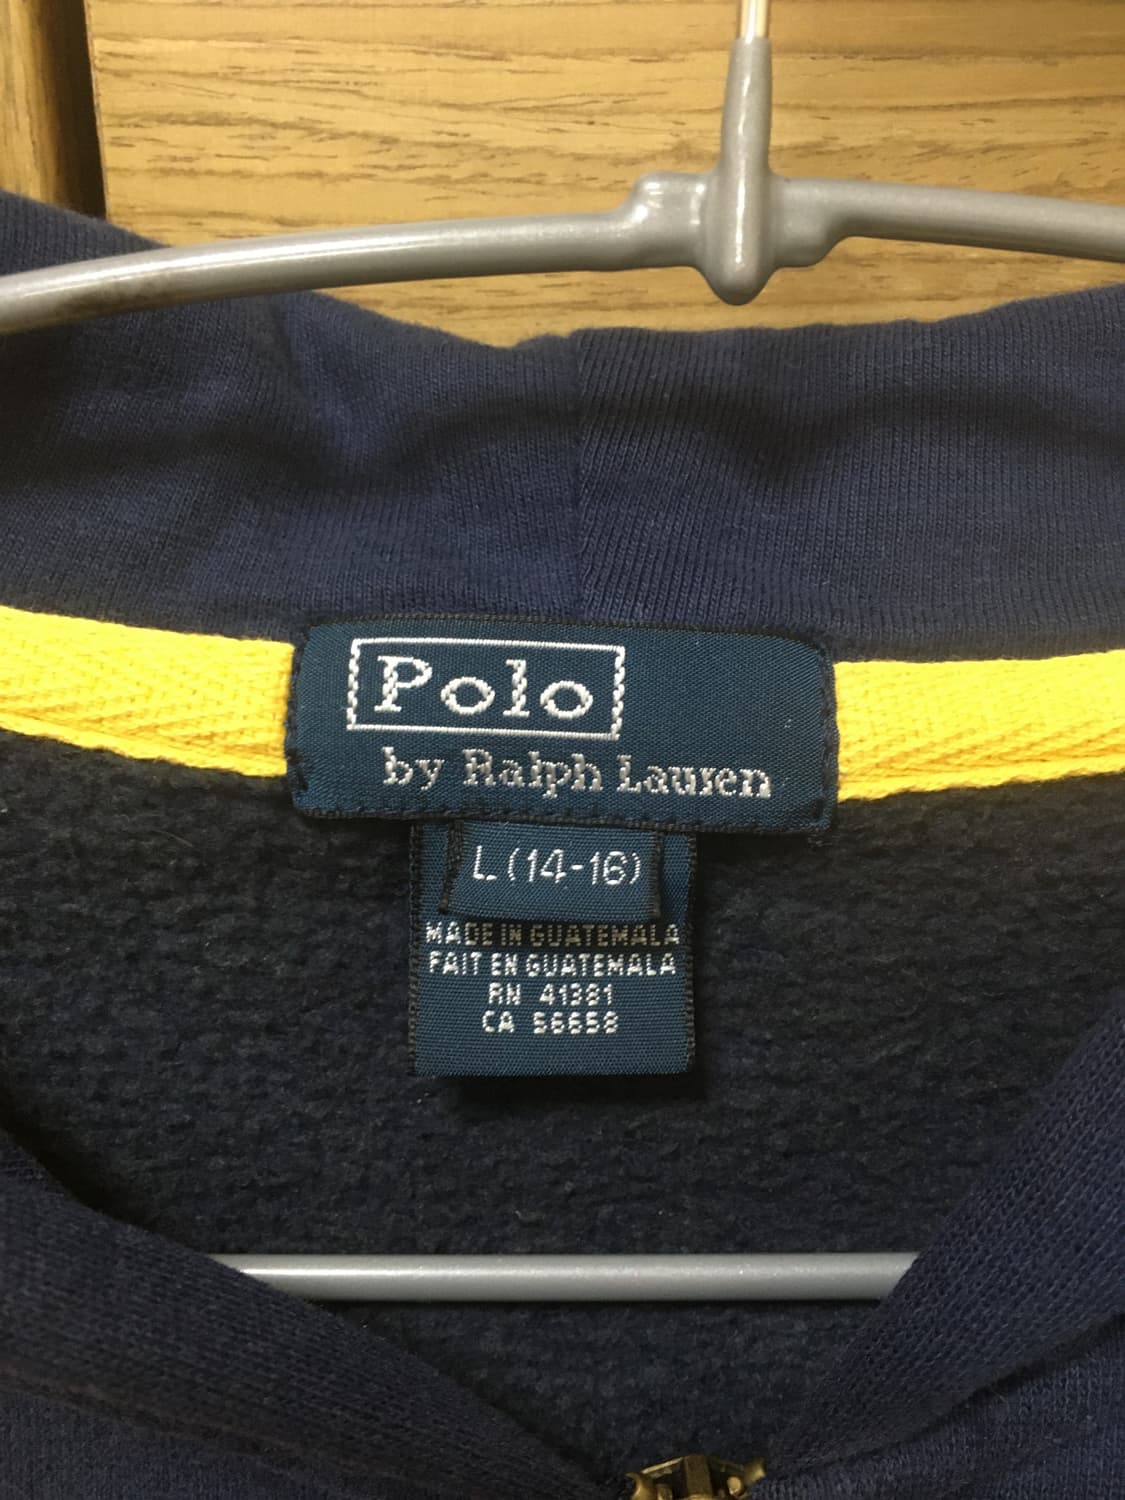 Polo
by Ralph Lauren
L (14-16)
MADE IN GUATEMALA
FAIT EN GUATEMALA
RN 41381
CA 56658